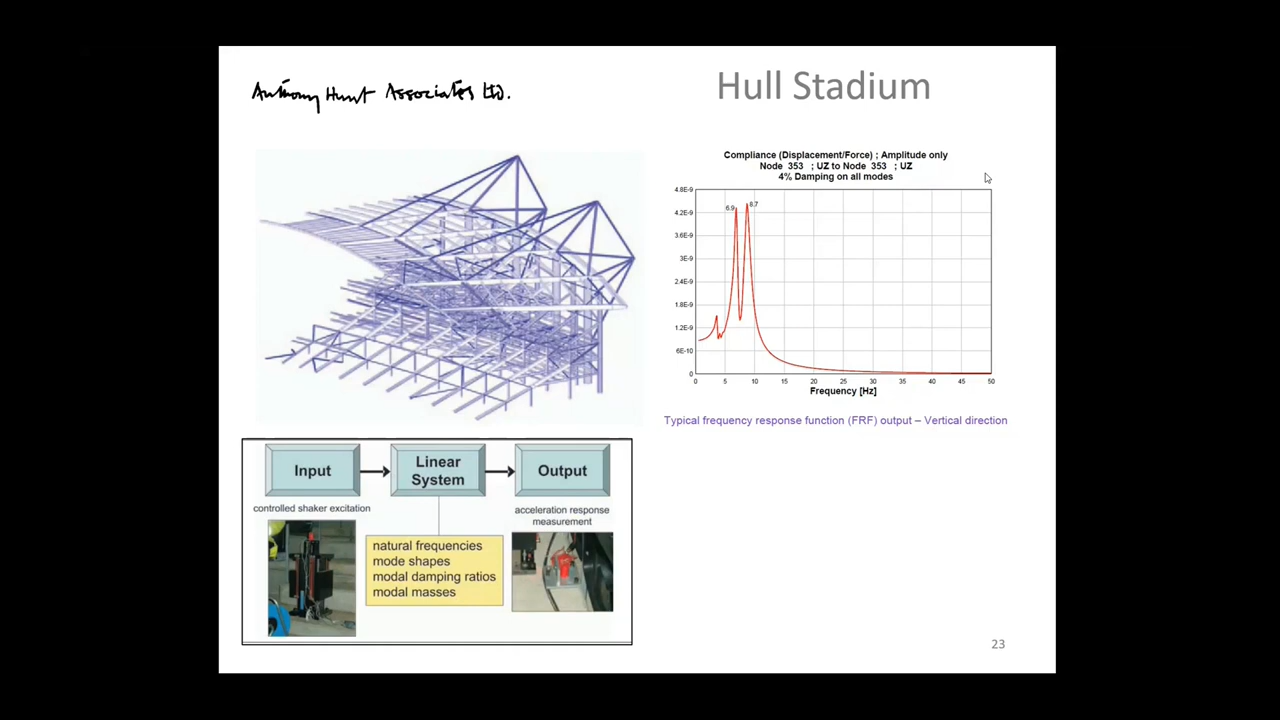 Anthony Hunt Associates Ltd.
Hull Stadium
Compliance (Displacement/Force) ; Amplitude only
Node 353 ; UZ to Node 353 ; UZ
4% Damping on all modes
4.8E-9
4.2E-9
3.6E-9
3E-9
2.4E-9
1.8E-9
1.2E-9
6E-10
0
6.9
8.7
0 5 10 15 20 25 30 35 40 45 50
Frequency [Hz]
Typical frequency response function (FRF) output – Vertical direction
Input
Linear
System
Output
controlled shaker excitation
acceleration response
measurement
natural frequencies
mode shapes
modal damping ratios
modal masses
23